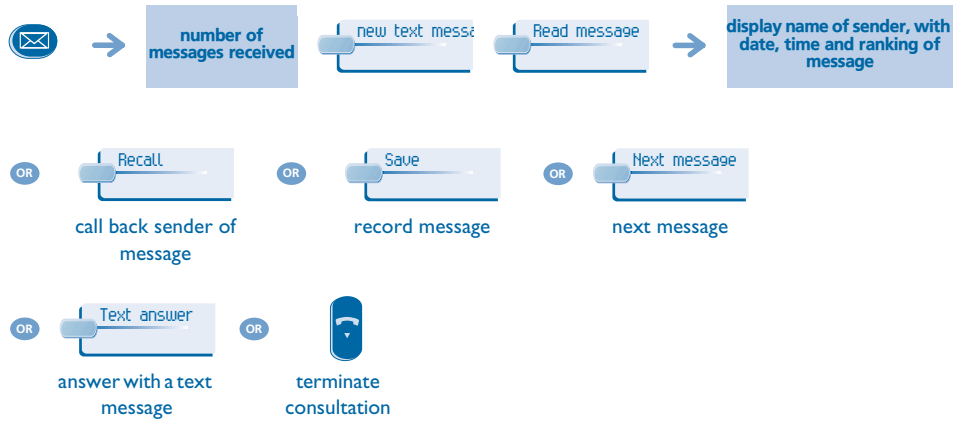 number of
messages received
new text messa
Read message
display name of sender, with
date, time and ranking of
message
OR
Recall
call back sender of
message
OR
Save
record message
OR
Next message
next message
OR
Text answer
answer with a text
message
OR
terminate
consultation